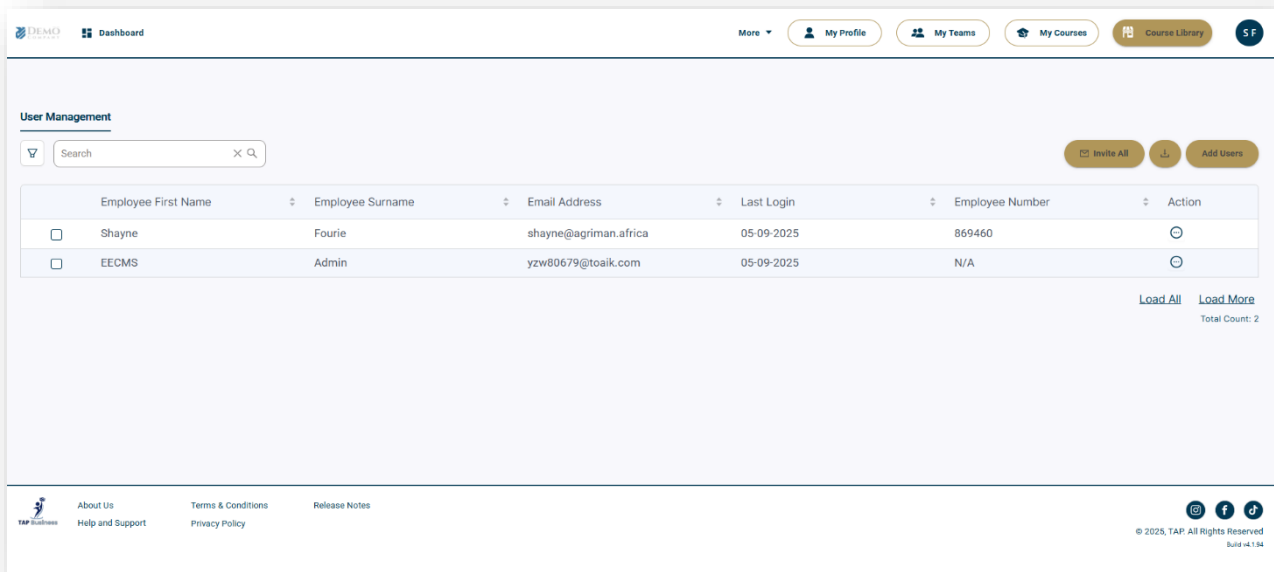 DEMO COMPANY Dashboard More My Profile My Teams My Courses Course Library S F
User Management
Search Invite All Add Users
Employee First Name Employee Surname Email Address Last Login Employee Number Action
Shayne Fourie shayne@agriman.africa 05-09-2025 869460
EECMS Admin yzw80679@toaik.com 05-09-2025 N/A
Load All Load More
Total Count: 2
About Us Terms & Conditions Release Notes
TAP Business Help and Support Privacy Policy
© 2025, TAP. All Rights Reserved
Build v4.1.94